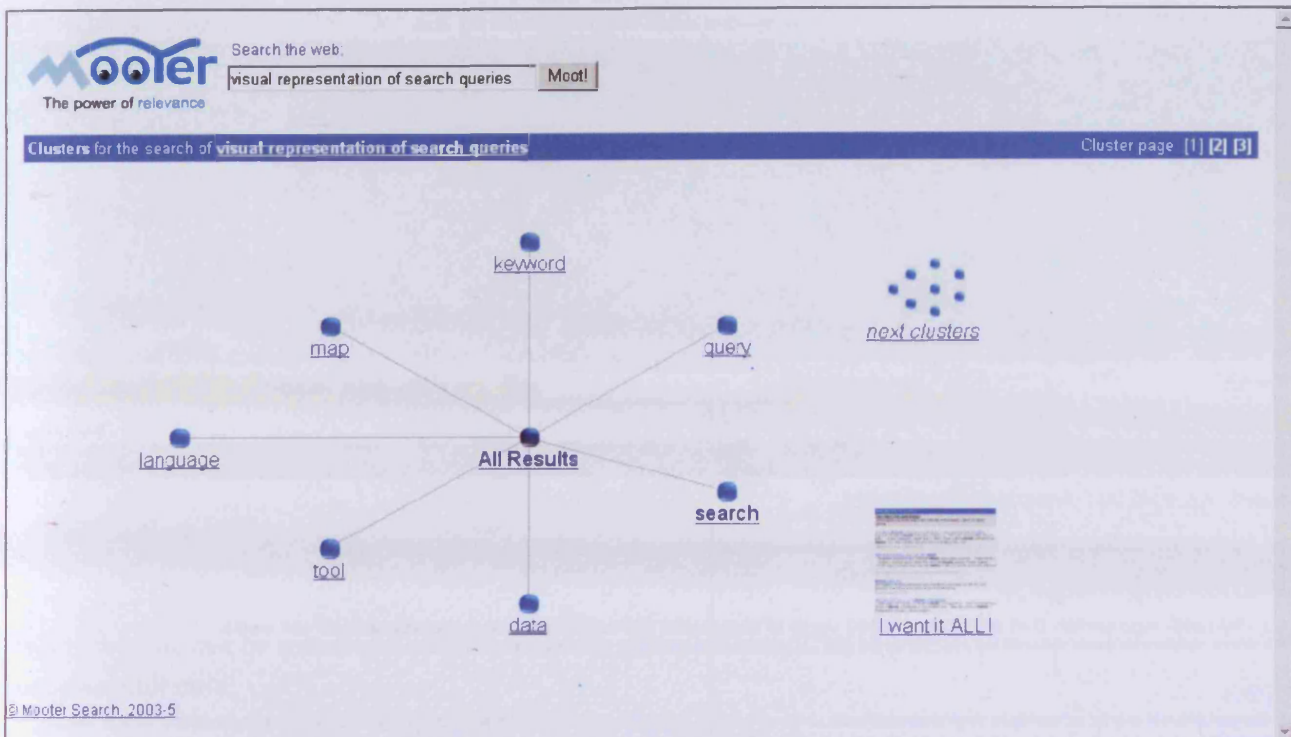 Mooter
Search the web:
visual representation of search queries Moot!
The power of relevance
Clusters for the search of visual representation of search queries Cluster page [1] [2] [3]
keyword
map
query
next clusters
language
All Results
search
tool
data
I want it ALL!
© Mooter Search, 2003-5